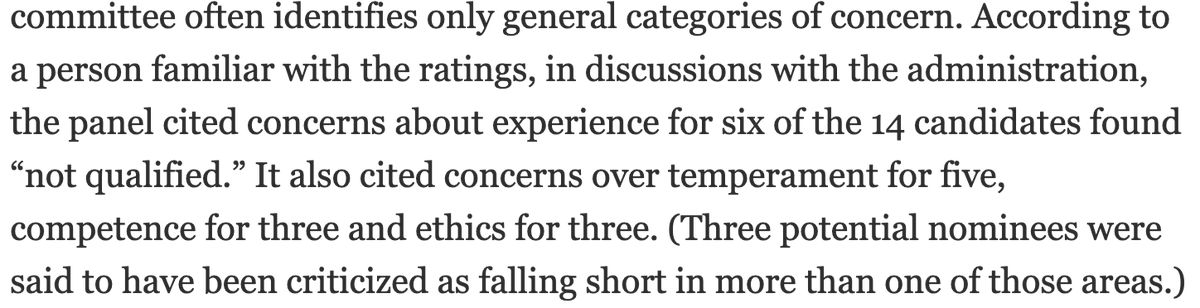 committee often identifies only general categories of concern. According to
a person familiar with the ratings, in discussions with the administration,
the panel cited concerns about experience for six of the 14 candidates found
“not qualified.” It also cited concerns over temperament for five,
competence for three and ethics for three. (Three potential nominees were
said to have been criticized as falling short in more than one of those areas.)